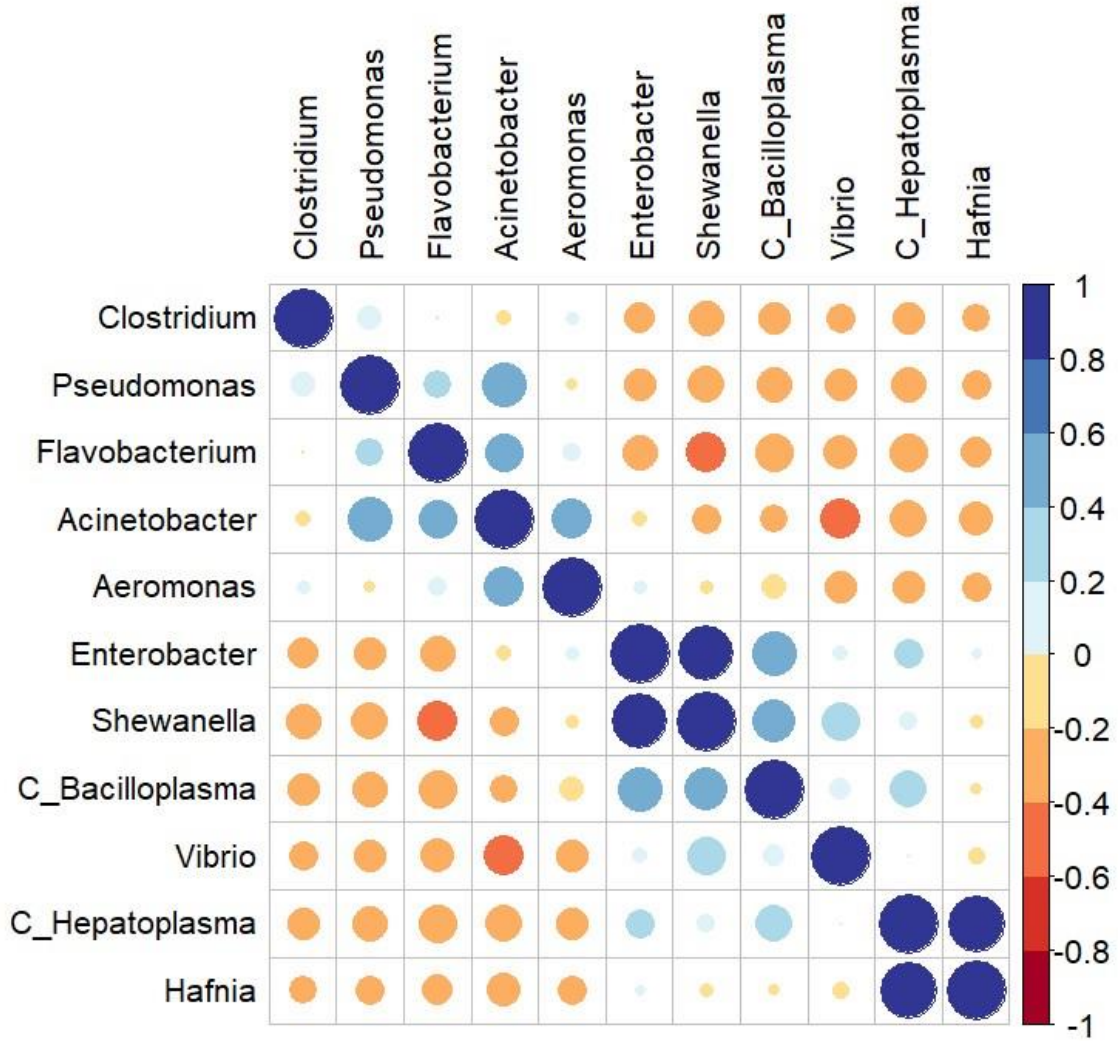 Clostridium
Pseudomonas
Flavobacterium
Acinetobacter
Aeromonas
Enterobacter
Shewanella
C_Bacilloplasma
Vibrio
C_Hepatoplasma
Hafnia
Clostridium
Pseudomonas
Flavobacterium
Acinetobacter
Aeromonas
Enterobacter
Shewanella
C_Bacilloplasma
Vibrio
C_Hepatoplasma
Hafnia
1
0.8
0.6
0.4
0.2
0
-0.2
-0.4
-0.6
-0.8
-1